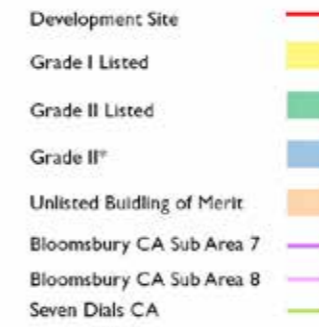 Development Site
Grade I Listed
Grade II Listed
Grade II*
Unlisted Buidling of Merit
Bloomsbury CA Sub Area 7
Bloomsbury CA Sub Area 8
Seven Dials CA